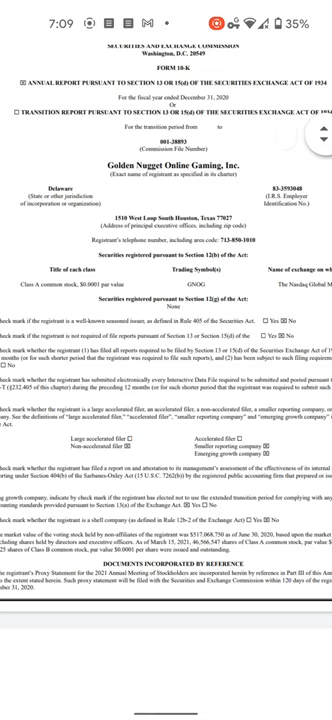 7:09
35%
SECURITIES AND EXCHANGE COMMISSION
Washington, D.C. 20549
FORM 10-K
☒ ANNUAL REPORT PURSUANT TO SECTION 13 OR 15(d) OF THE SECURITIES EXCHANGE ACT OF 1934
For the fiscal year ended December 31, 2020
Or
☐ TRANSITION REPORT PURSUANT TO SECTION 13 OR 15(d) OF THE SECURITIES EXCHANGE ACT OF 1934
For the transition period from to
001-38893
(Commission File Number)
Golden Nugget Online Gaming, Inc.
(Exact name of registrant as specified in its charter)
Delaware 83-3593048
(State or other jurisdiction (I.R.S. Employer
of incorporation or organization) Identification No.)
1510 West Loop South Houston, Texas 77027
(Address of principal executive offices, including zip code)
Registrant's telephone number, including area code: 713-850-1010
Securities registered pursuant to Section 12(b) of the Act:
Title of each class Trading Symbol(s) Name of exchange on
Class A common stock, $0.0001 par value GNOG The Nasdaq Global M
Securities registered pursuant to Section 12(g) of the Act:
None
check mark if the registrant is a well-known seasoned issuer, as defined in Rule 405 of the Securities Act. ☐ Yes ☒ No
check mark if the registrant is not required to file reports pursuant to Section 13 or Section 15(d) of the ☐ Yes ☒ No
check mark whether the registrant (1) has filed all reports required to be filed by Section 13 or 15(d) of the Securities Exchange Act of
months (or for such shorter period that the registrant was required to file such reports), and (2) has been subject to such filing
☐ No
check mark whether the registrant has submitted electronically every Interactive Data File required to be submitted and posted pursuant
-T (§232.405 of this chapter) during the preceding 12 months (or for such shorter period that the registrant was required to submit such
check mark whether the registrant is a large accelerated filer, an accelerated filer, a non-accelerated filer, a smaller reporting company, or
company. See the definitions of "large accelerated filer," "accelerated filer", "smaller reporting company" and "emerging growth company"
Act.
Large accelerated filer ☐ Accelerated filer ☐
Non-accelerated filer ☒ Smaller reporting company ☒
Emerging growth company ☒
check mark whether the registrant has filed a report on and attestation to its management's assessment of the effectiveness of its internal
orting under Section 404(b) of the Sarbanes-Oxley Act (15 U.S.C. 7262(b)) by the registered public accounting firm that prepared or
ng growth company, indicate by check mark if the registrant has elected not to use the extended transition period for complying with any
ounting standards provided pursuant to Section 13(a) of the Exchange Act. ☒ Yes ☐ No
check mark whether the registrant is a shell company (as defined in Rule 12b-2 of the Exchange Act) ☐ Yes ☒ No
e market value of the voting stock held by non-affiliates of the registrant was $517,068,750 as of June 30, 2020, based upon the market
cluding shares held by directors and executive officers. As of March 15, 2021, 46,566,547 shares of Class A common stock, par value $
25 shares of Class B common stock, par value $0.0001 per share were issued and outstanding.
DOCUMENTS INCORPORATED BY REFERENCE
he registrant's Proxy Statement for the 2021 Annual Meeting of Stockholders are incorporated herein by reference in Part III of this
o the extent stated herein. Such proxy statement will be filed with the Securities and Exchange Commission within 120 days of the
mber 31, 2020.